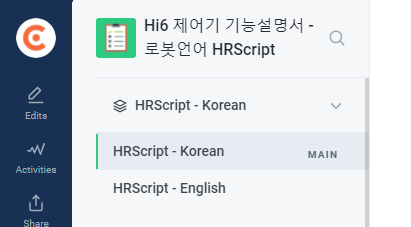 Hi6 제어기 기능설명서 -
로봇언어 HRScript
Edits
HRScript - Korean
Activities
HRScript - Korean MAIN
HRScript - English
Share